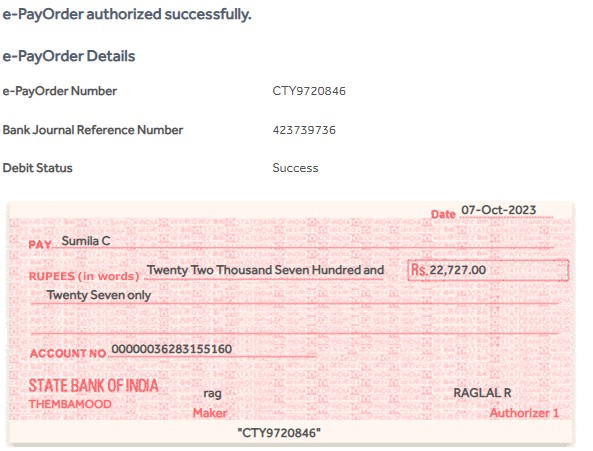 e-PayOrder authorized successfully.
e-PayOrder Details
e-PayOrder Number CTY9720846
Bank Journal Reference Number 423739736
Debit Status Success
Date 07-Oct-2023
PAY Sumila C
RUPEES (in words) Twenty Two Thousand Seven Hundred and Rs. 22,727.00
Twenty Seven only
ACCOUNT NO 00000036283155160
STATE BANK OF INDIA
THEMBAMOOD
rag RAGLAL R
Maker Authorizer 1
"CTY9720846"